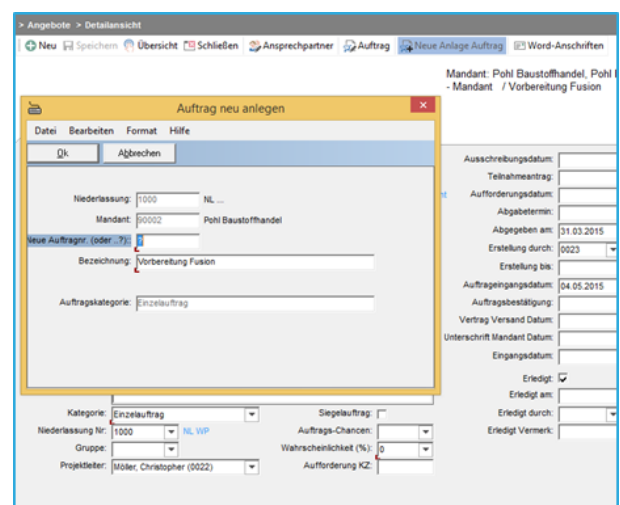 > Angebote > Detailansicht
Neu Speichern Übersicht Schließen Ansprechpartner Auftrag Neue Anlage Auftrag Word-Anschriften
Mandant: Pohl Baustoffhandel, Pohl
- Mandant / Vorbereitung Fusion
Auftrag neu anlegen
Datei Bearbeiten Format Hilfe
Ok Abbrechen
Niederlassung: 1000 NL ...
Mandant: 90002 Pohl Baustoffhandel
Neue Auftragnr. (oder ..?): ?
Bezeichnung: Vorbereitung Fusion
Auftragskategorie: Einzelauftrag
Ausschreibungsdatum:
Teilnahmeantrag:
Aufforderungsdatum:
Abgabetermin:
Abgegeben am: 31.03.2015
Erstellung durch: 0023
Erstellung bis:
Auftrageingangsdatum: 04.05.2015
Auftragsbestätigung:
Vertrag Versand Datum:
Unterschrift Mandant Datum:
Eingangsdatum:
Erledigt:
Erledigt am:
Kategorie: Einzelauftrag Siegelauftrag: Erledigt durch:
Niederlassung Nr: 1000 NL WP Auftrags-Chancen: Erledigt Vermerk:
Gruppe: Wahrscheinlichkeit (%): 0
Projektleiter: Möller, Christopher (0022) Aufforderung KZ: